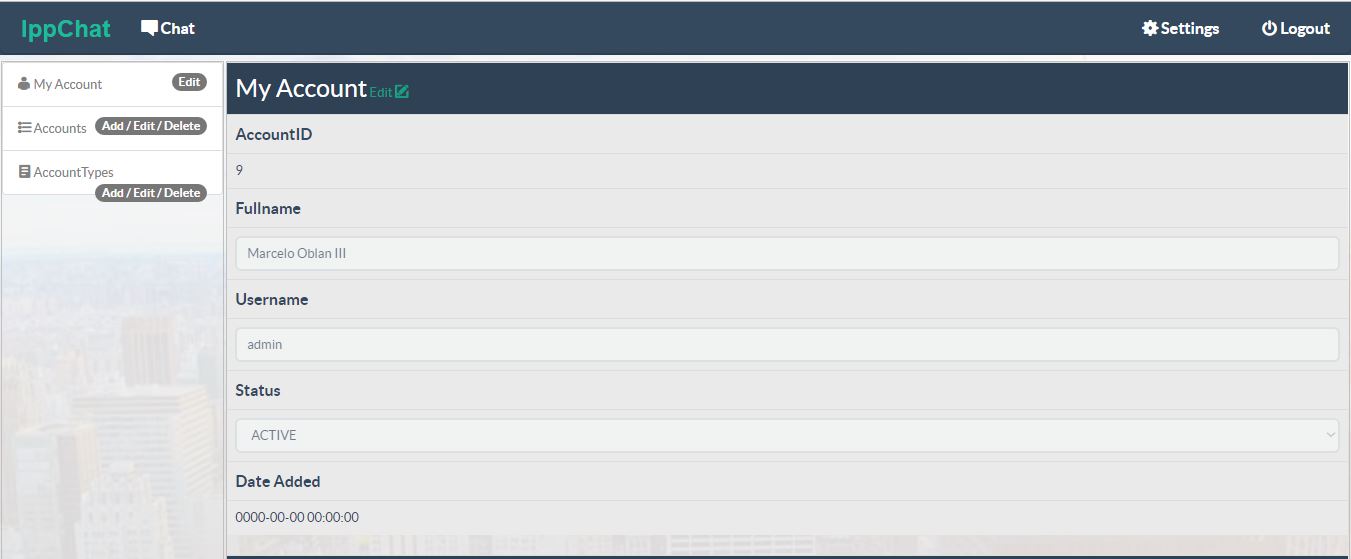 IppChat Chat Settings Logout
My Account Edit
Accounts Add / Edit / Delete
AccountTypes
Add / Edit / Delete
My Account Edit
AccountID
9
Fullname
Marcelo Oblan III
Username
admin
Status
ACTIVE
Date Added
0000-00-00 00:00:00